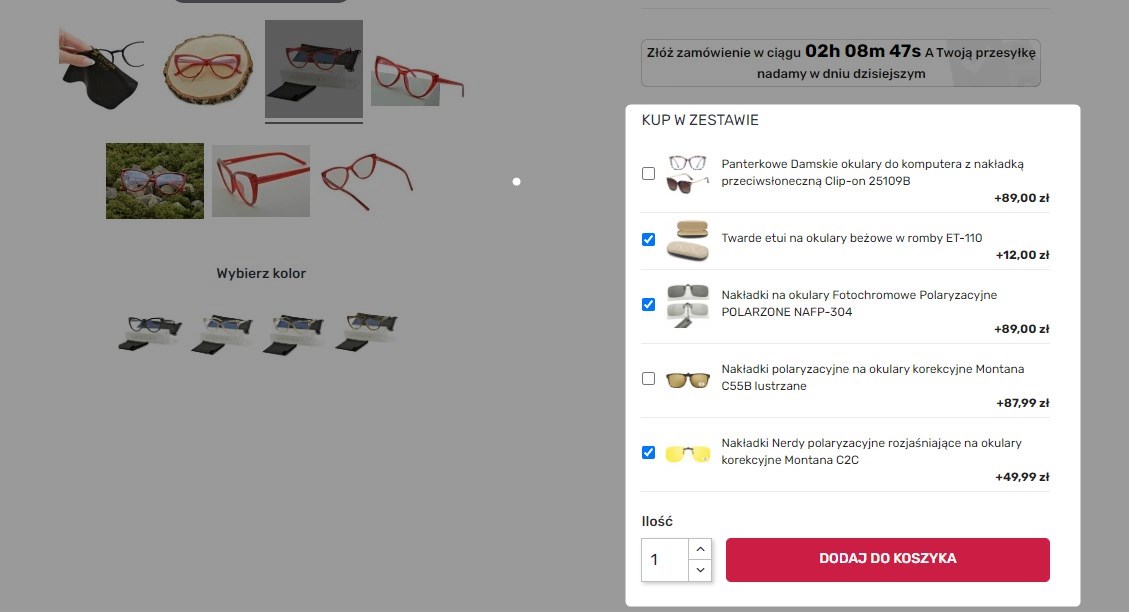 Złóż zamówienie w ciągu 02h 08m 47s A Twoją przesyłkę
nadamy w dniu dzisiejszym
KUP W ZESTAWIE
Panterkowe Damskie okulary do komputera z nakładką
przeciwsłoneczną Clip-on 25109B
+89,00 zł
Twarde etui na okulary beżowe w romby ET-110
+12,00 zł
Nakładki na okulary Fotochromowe Polaryzacyjne
POLARZONE NAFP-304
+89,00 zł
Nakładki polaryzacyjne na okulary korekcyjne Montana
C55B lustrzane
+87,99 zł
Nakładki Nerdy polaryzacyjne rozjaśniające na okulary
korekcyjne Montana C2C
+49,99 zł
Ilość
1
DODAJ DO KOSZYKA
Wybierz kolor